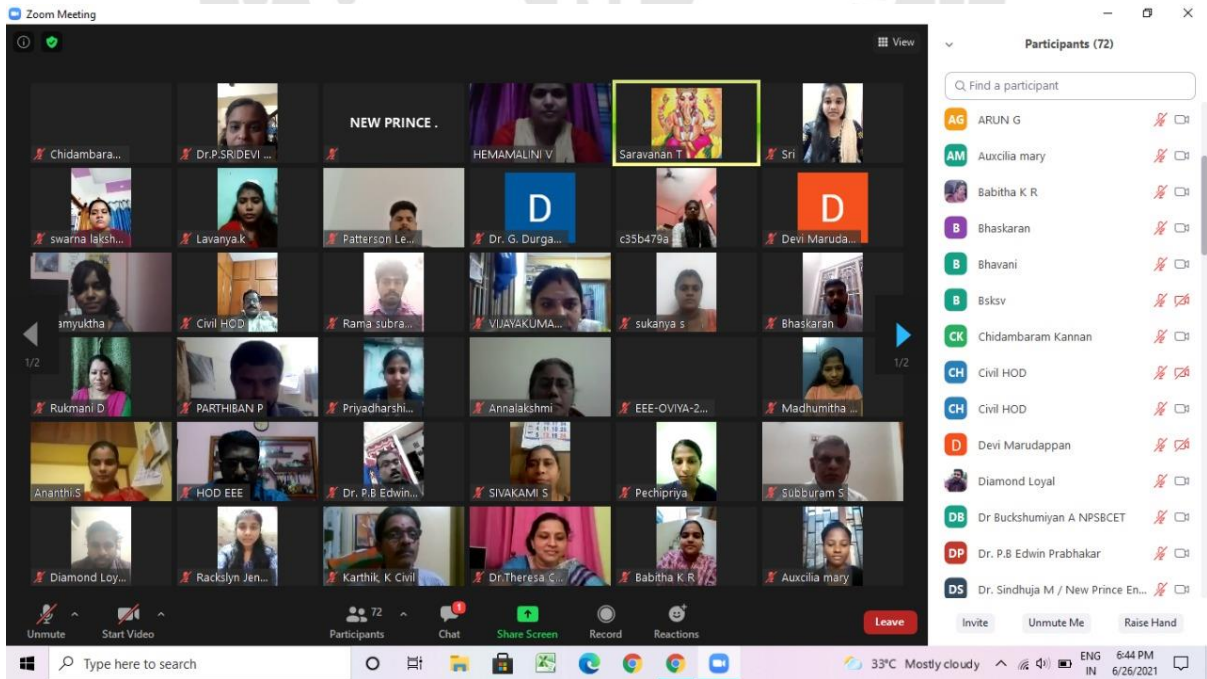 Zoom Meeting
View
Participants (72)
Find a participant
Chidambara...
Dr.P.SRIDEVI ...
NEW PRINCE .
HEMAMALINI V
Saravanan T
Sri
swarna laksh...
Lavanya.k
Patterson Le...
D
Dr. G. Durga...
c35b479a
D
Devi Maruda...
amyuktha
Civil HOD
Rama subra...
VIJAYAKUMA...
sukanya s
Bhaskaran
1/2
1/2
Rukmani D
PARTHIBAN P
Priyadharshi...
Annalakshmi
EEE-OVIYA-2...
Madhumitha ...
Ananthi.S
HOD EEE
Dr. P.B Edwin...
SIVAKAMI S
Pechipriya
Subburam S
Diamond Loy...
Rackslyn Jen...
Karthik, K Civil
Dr.Theresa C...
Babitha K R
Auxcilia mary
AG ARUN G
AM Auxcilia mary
Babitha K R
B Bhaskaran
B Bhavani
B Bsksv
CK Chidambaram Kannan
CH Civil HOD
CH Civil HOD
D Devi Marudappan
Diamond Loyal
DB Dr Buckshumiyan A NPSBCET
DP Dr. P.B Edwin Prabhakar
DS Dr. Sindhuja M / New Prince En...
Unmute
Start Video
72
Participants
1
Chat
Share Screen
Record
Reactions
Leave
Invite
Unmute Me
Raise Hand
Type here to search
33°C Mostly cloudy
ENG
IN
6:44 PM
6/26/2021